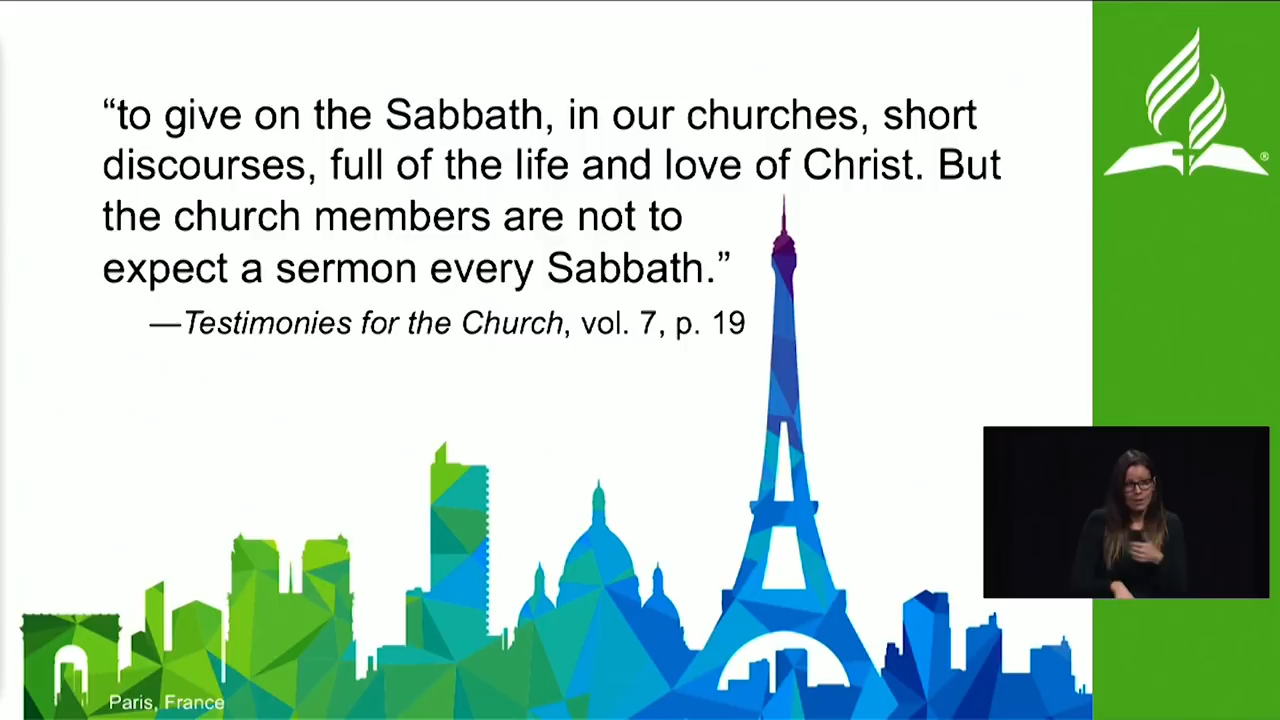 “to give on the Sabbath, in our churches, short
discourses, full of the life and love of Christ. But
the church members are not to
expect a sermon every Sabbath.”
—Testimonies for the Church, vol. 7, p. 19
®
Paris, France